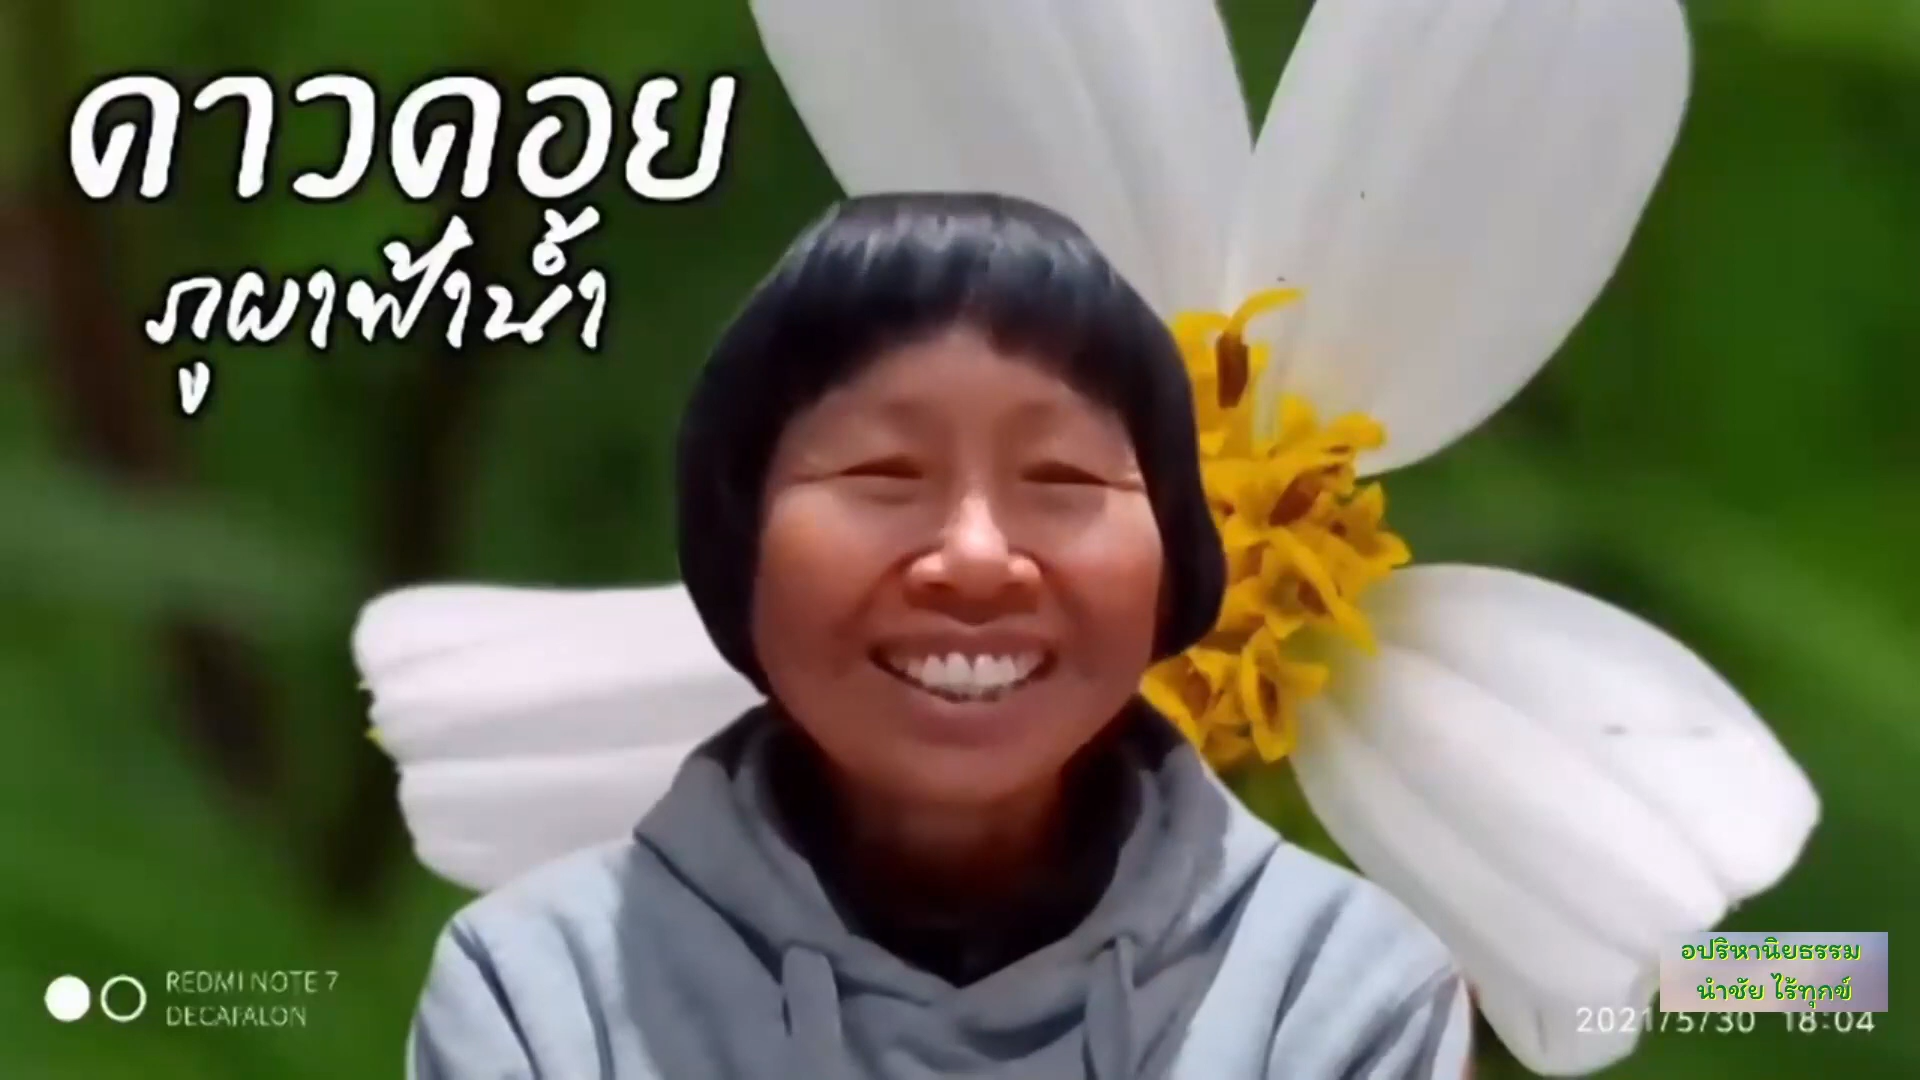 ดาวดอย
ภูผาฟ้าน้ำ
REDMI NOTE 7
DECAFALON
อปริหานิยธรรม
นำชัย ไร้ทุกข์
2021/5/30 18:04